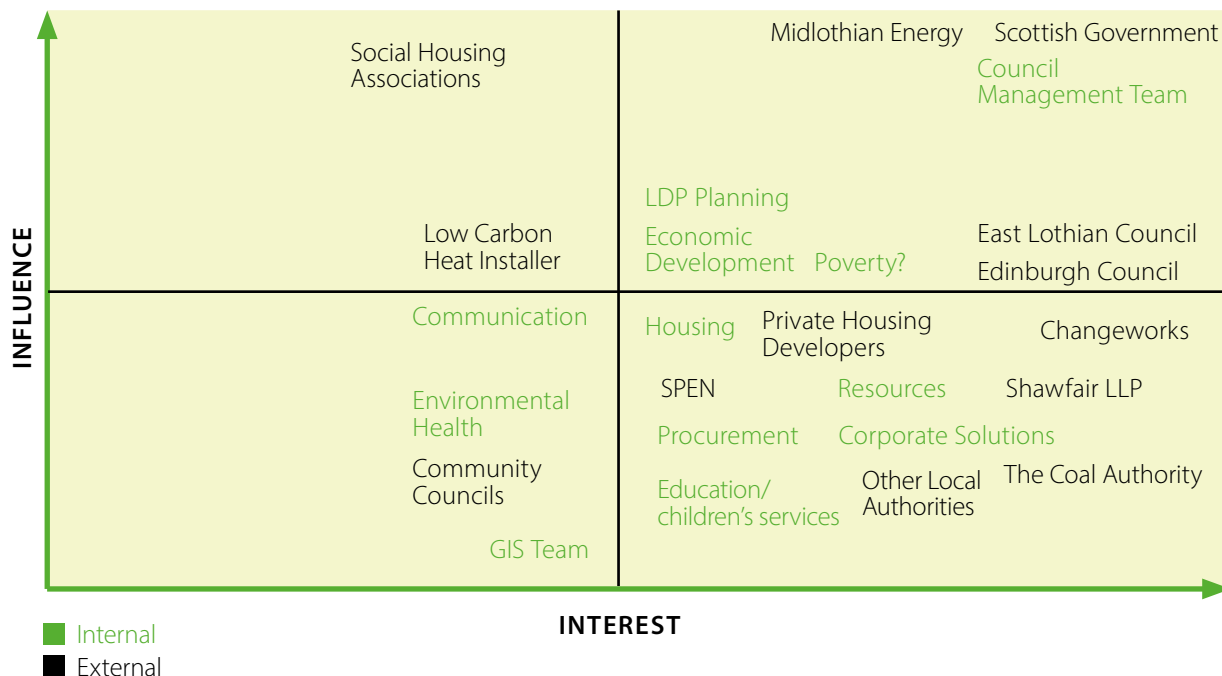 Midlothian Energy
Scottish Government
Social Housing
Associations
Council
Management Team
LDP Planning
Low Carbon
Heat Installer
Economic
Development
Poverty?
East Lothian Council
Edinburgh Council
INFLUENCE
Communication
Housing
Private Housing
Developers
Changeworks
Environmental
Health
SPEN
Resources
Shawfair LLP
Procurement
Corporate Solutions
Community
Councils
Education/
children's services
Other Local
Authorities
The Coal Authority
GIS Team
INTEREST
Internal
External